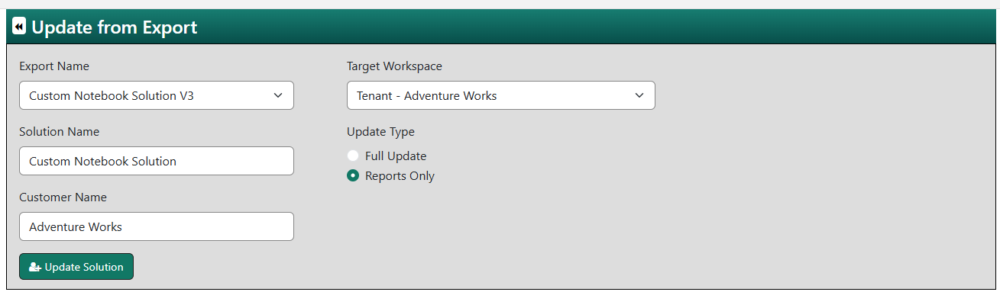 Update from Export
Export Name
Custom Notebook Solution V3
Solution Name
Custom Notebook Solution
Customer Name
Adventure Works
Update Solution
Target Workspace
Tenant - Adventure Works
Update Type
Full Update
Reports Only